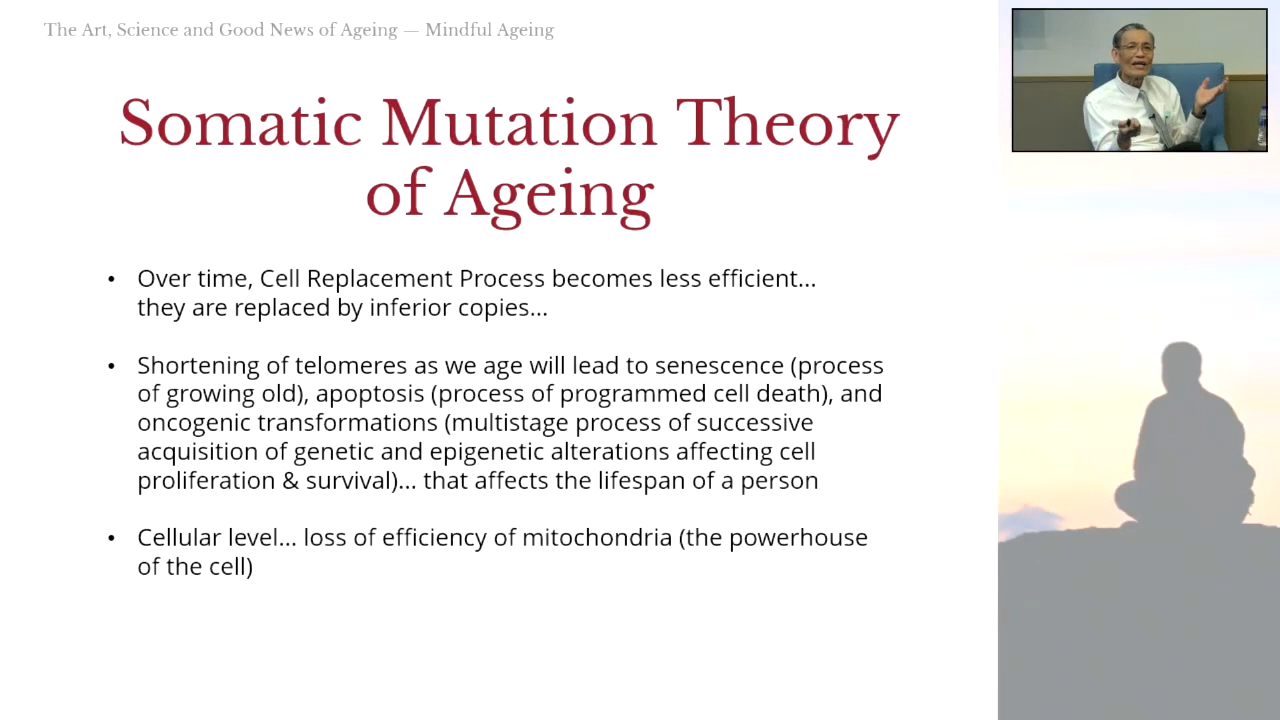 The Art, Science and Good News of Ageing — Mindful Ageing
Somatic Mutation Theory
of Ageing
• Over time, Cell Replacement Process becomes less efficient...
they are replaced by inferior copies...
• Shortening of telomeres as we age will lead to senescence (process
of growing old), apoptosis (process of programmed cell death), and
oncogenic transformations (multistage process of successive
acquisition of genetic and epigenetic alterations affecting cell
proliferation & survival)... that affects the lifespan of a person
• Cellular level... loss of efficiency of mitochondria (the powerhouse
of the cell)